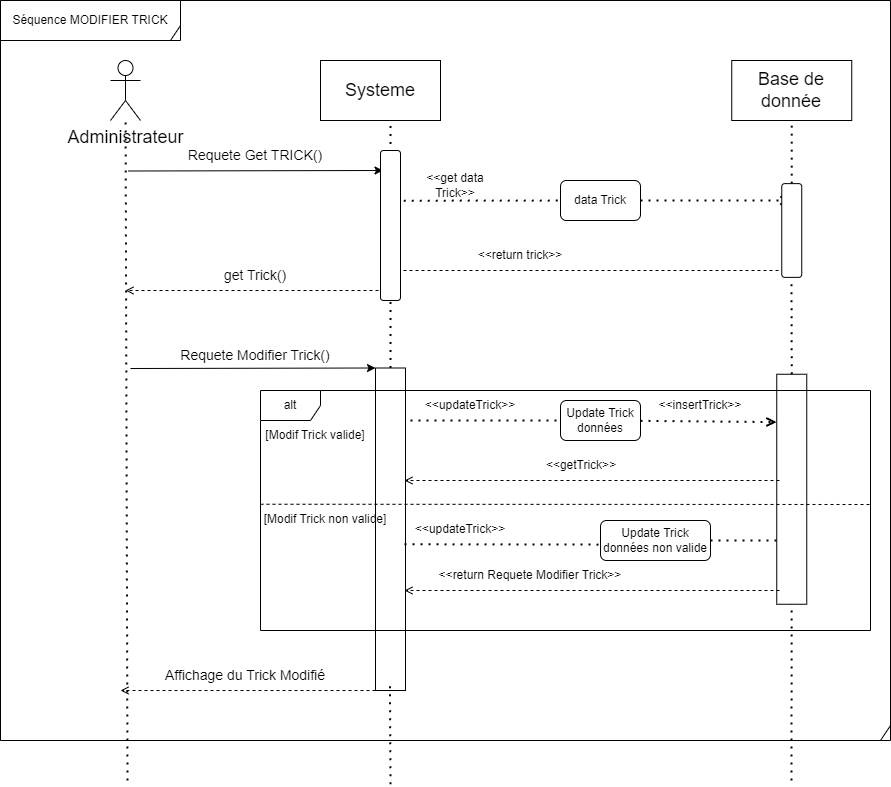 Séquence MODIFIER TRICK
Administrateur
Systeme
Base de
donnée
Requete Get TRICK()
<<get data
Trick>>
data Trick
<<return trick>>
get Trick()
Requete Modifier Trick()
alt
<<updateTrick>>
Update Trick
données
<<insertTrick>>
[Modif Trick valide]
<<getTrick>>
[Modif Trick non valide]
<<updateTrick>>
Update Trick
données non valide
<<return Requete Modifier Trick>>
Affichage du Trick Modifié